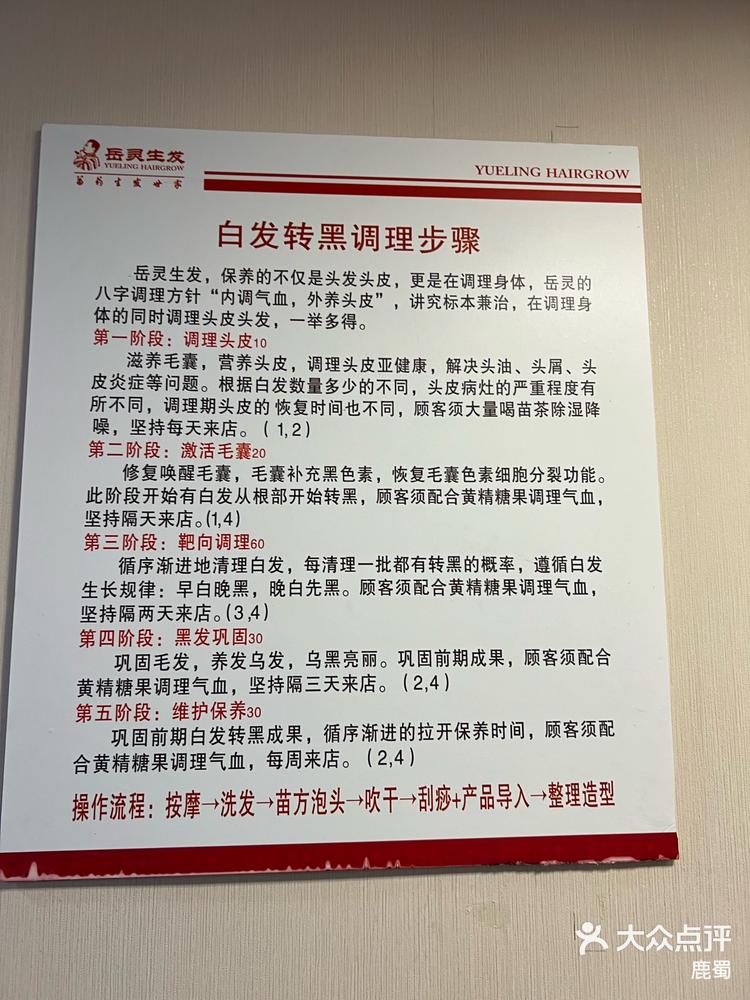 岳灵生发
YUELING HAIRGROW
苗药生发世家
YUELING HAIRGROW
白发转黑调理步骤
岳灵生发，保养的不仅是头发头皮，更是在调理身体，岳灵的
八字调理方针“内调气血，外养头皮”，讲究标本兼治，在调理身
体的同时调理头皮头发，一举多得。
第一阶段：调理头皮10
滋养毛囊，营养头皮，调理头皮亚健康，解决头油、头屑、头
皮炎症等问题。根据白发数量多少的不同，头皮病灶的严重程度有
所不同，调理期头皮的 恢复时间也不同，顾客须大量喝苗茶除湿降
噪，坚持每天来店。（1,2）
第二阶段：激活毛囊20
修复唤醒毛囊，毛囊补充黑色素，恢复毛囊色素细胞分裂功能。
此阶段开始有白发从根部开始转黑，顾客须配合黄精糖果调理气血，
坚持隔天来店。(1,4)
第三阶段：靶向调理60
循序渐进地清理白发，每清理一批都有转黑的概率，遵循白发
生长规律：早白晚黑，晚白先黑。顾客须配合黄精糖果调理气血，
坚持隔两天来店。(3,4)
第四阶段：黑发巩固30
巩固毛发，养发乌发，乌黑亮丽。巩固前期成果，顾客须配合
黄精糖果调理气血，坚持隔三天来店。（2,4）
第五阶段：维护保养30
巩固前期白发转黑成果，循序渐进的拉开保养时间，顾客须配
合黄精糖果调理气血，每周来店。（2,4）
操作流程：按摩→洗发→苗方泡头→吹干→刮痧+产品导入→整理造型
大众点评
鹿蜀